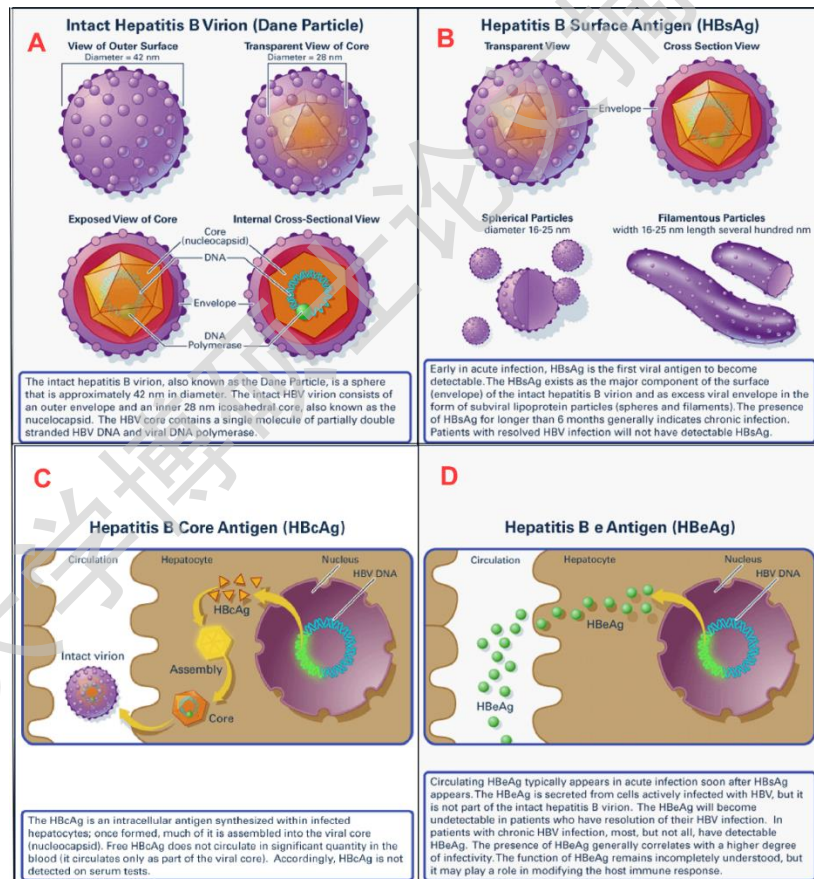 A
Intact Hepatitis B Virion (Dane Particle)
View of Outer Surface
Diameter = 42 nm
Transparent View of Core
Diameter = 28 nm
Exposed View of Core
Internal Cross-Sectional View
Core
(nucelocapsid)
DNA
Envelope
DNA
Polymerase
The intact hepatitis B virion, also known as the Dane Particle, is a sphere
that is approximately 42 nm in diameter. The intact HBV virion consists of
an outer envelope and an inner 28 nm icosahedral core, also known as the
nucelocapsid. The HBV core contains a single molecule of partially double
stranded HBV DNA and viral DNA polymerase.
B
Hepatitis B Surface Antigen (HBsAg)
Transparent View
Cross Section View
Envelope
Spherical Particles
diameter 16-25 nm
Filamentous Particles
width 16-25 nm length several hundred nm
Early in acute infection, HBsAg is the first viral antigen to become
detectable. The HBsAg exists as the major component of the surface
(envelope) of the intact hepatitis B virion and as excess viral envelope in the
form of subviral lipoprotein particles (spheres and filaments). The presence
of HBsAg for longer than 6 months generally indicates chronic infection.
Patients with resolved HBV infection will not have detectable HBsAg.
C
Hepatitis B Core Antigen (HBcAg)
Circulation
Hepatocyte
Nucleus
HBV DNA
HBcAg
Intact virion
Assembly
Core
The HBcAg is an intracellular antigen synthesized within infected
hepatocytes; once formed, much of it is assembled into the viral core
(nucleocapsid). Free HBcAg does not circulate in significant quantity in the
blood (it circulates only as part of the viral core). Accordingly, HBcAg is not
detected on serum tests.
D
Hepatitis B e Antigen (HBeAg)
Circulation
Hepatocyte
Nucleus
HBV DNA
HBeAg
HBeAg
Circulating HBeAg typically appears in acute infection soon after HBsAg
appears. The HBeAg is secreted from cells actively infected with HBV, but it
is not part of the intact hepatitis B virion. The HBeAg will become
undetectable in patients who have resolution of their HBV infection. In
patients with chronic HBV infection, most, but not all, have detectable
HBeAg. The presence of HBeAg generally correlates with a higher degree
of infectivity. The function of HBeAg remains incompletely understood, but
it may play a role in modifying the host immune response.
学博硕士论文摘